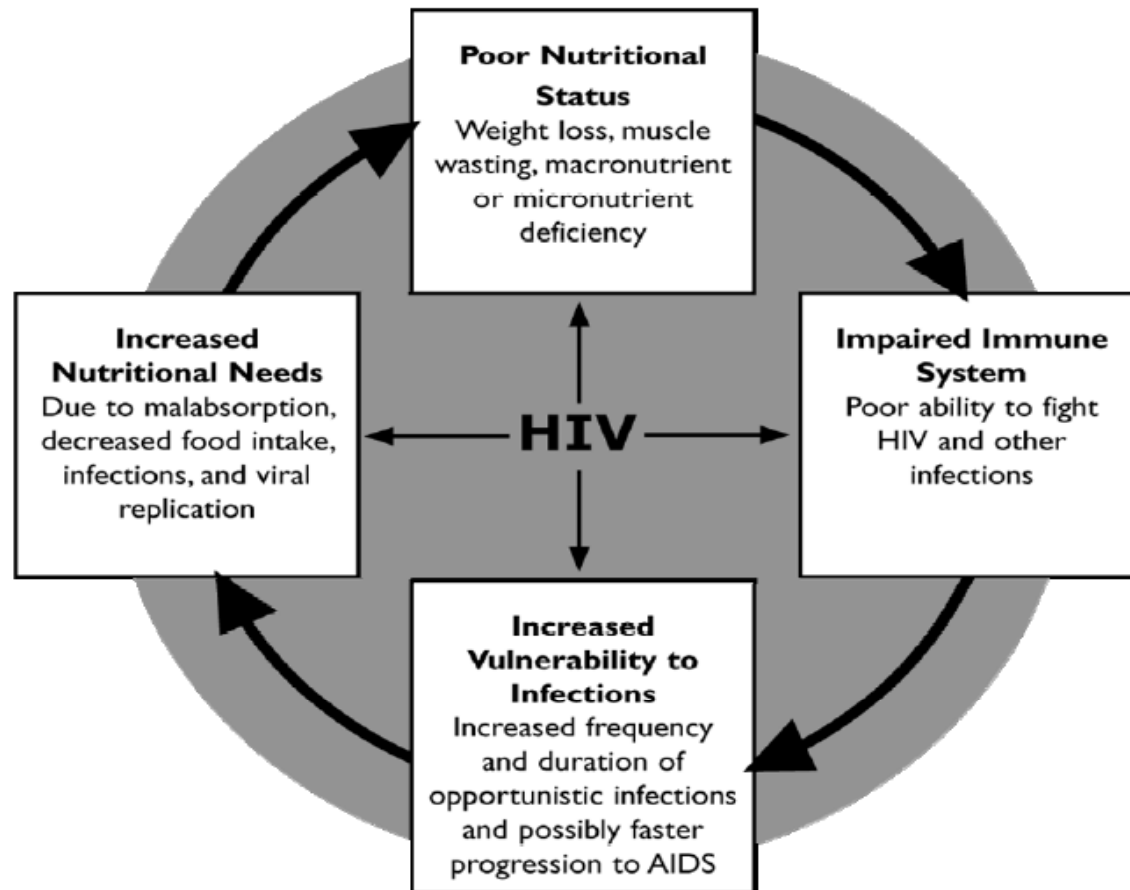 Poor Nutritional
Status
Weight loss, muscle
wasting, macronutrient
or micronutrient
deficiency
Increased
Nutritional Needs
Due to malabsorption,
decreased food intake,
infections, and viral
replication
HIV
Impaired Immune
System
Poor ability to fight
HIV and other
infections
Increased
Vulnerability to
Infections
Increased frequency
and duration of
opportunistic infections
and possibly faster
progression to AIDS